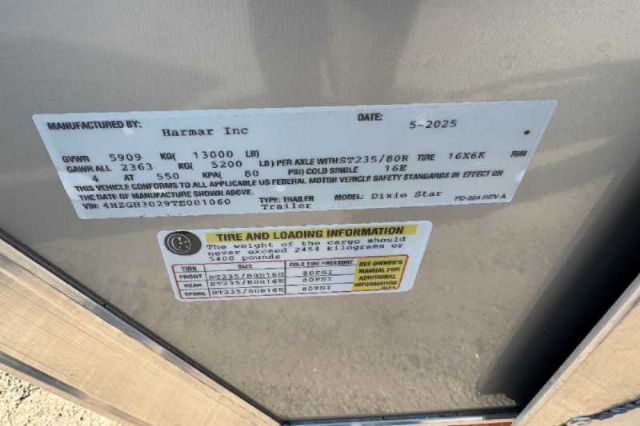 MANUFACTURED BY: Harmar Inc DATE: 5-2025
GVWR 5909 KG( 13000 LB)
GAWR ALL 2363 KG( 5200 LB) PER AXLE WITH ST235/80R TIRE 16X6K RIM
4 AT 550 KPA( 80 PSI) COLD SINGLE 16E
THIS VEHICLE CONFORMS TO ALL APPLICABLE US FEDERAL MOTOR VEHICLE SAFETY STANDARDS IN EFFECT ON
THE DATE OF MANUFACTURE SHOWN ABOVE.
VIN: 4HZGH3029TE001060 TYPE: TRAILER MODEL: Dixie Star PD-304 REV A
Trailer
TIRE AND LOADING INFORMATION
The weight of the cargo should
never exceed 2454 kilograms or
5400 pounds
TIRE SIZE COLD TIRE PRESSURE
FRONT ST235/80R16E 80PSI
REAR ST235/80R16E 80PSI
SPARE ST235/80R16E 80PSI
SEE OWNER'S
MANUAL FOR
ADDITIONAL
INFORMATION